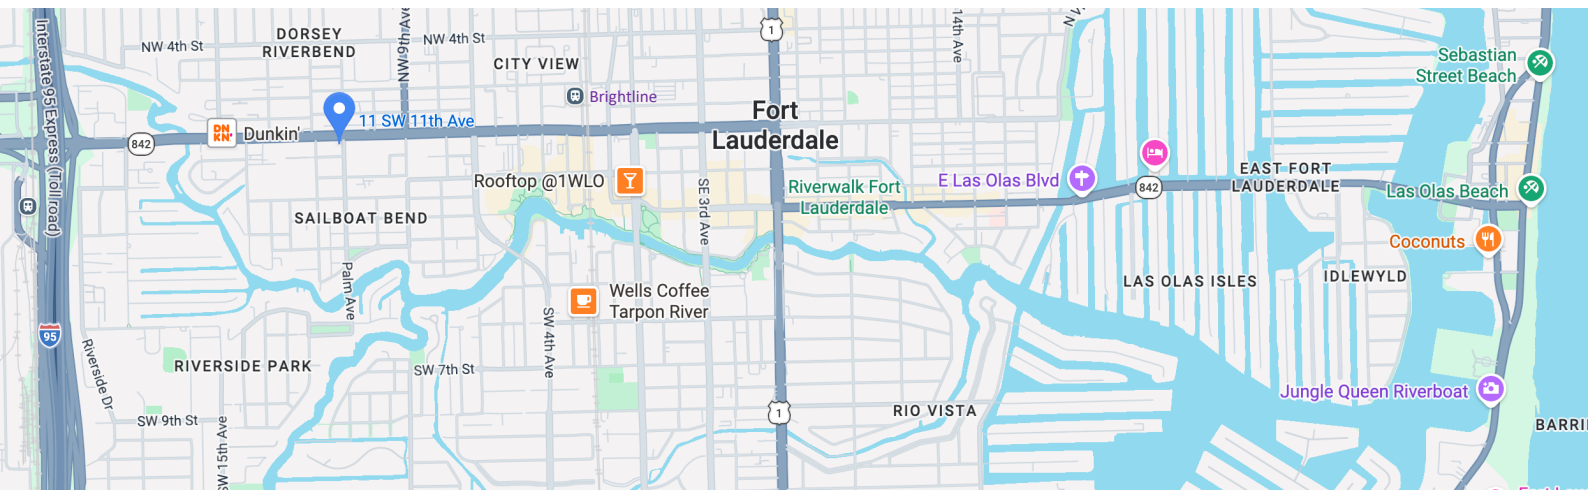 DORSEY
RIVERBEND
NW 4th St
NW 9th Ave
NW 4th St
CITY VIEW
1
14th Ave
Sebastian
Street Beach
Interstate 95 Express (Toll road)
Brightline
11 SW 11th Ave
Fort
Lauderdale
842
DN
KN'
Dunkin'
Rooftop @1WLO
SE 3rd Ave
Riverwalk Fort
Lauderdale
E Las Olas Blvd
842
EAST FORT
LAUDERDALE
Las Olas Beach
SAILBOAT BEND
Coconuts
Palm Ave
Wells Coffee
Tarpon River
LAS OLAS ISLES
IDLEWYLD
95
SW 4th Ave
Riverside Dr
RIVERSIDE PARK
SW 7th St
Jungle Queen Riverboat
SW 9th St
1
RIO VISTA
SW 15th Ave
BARRI